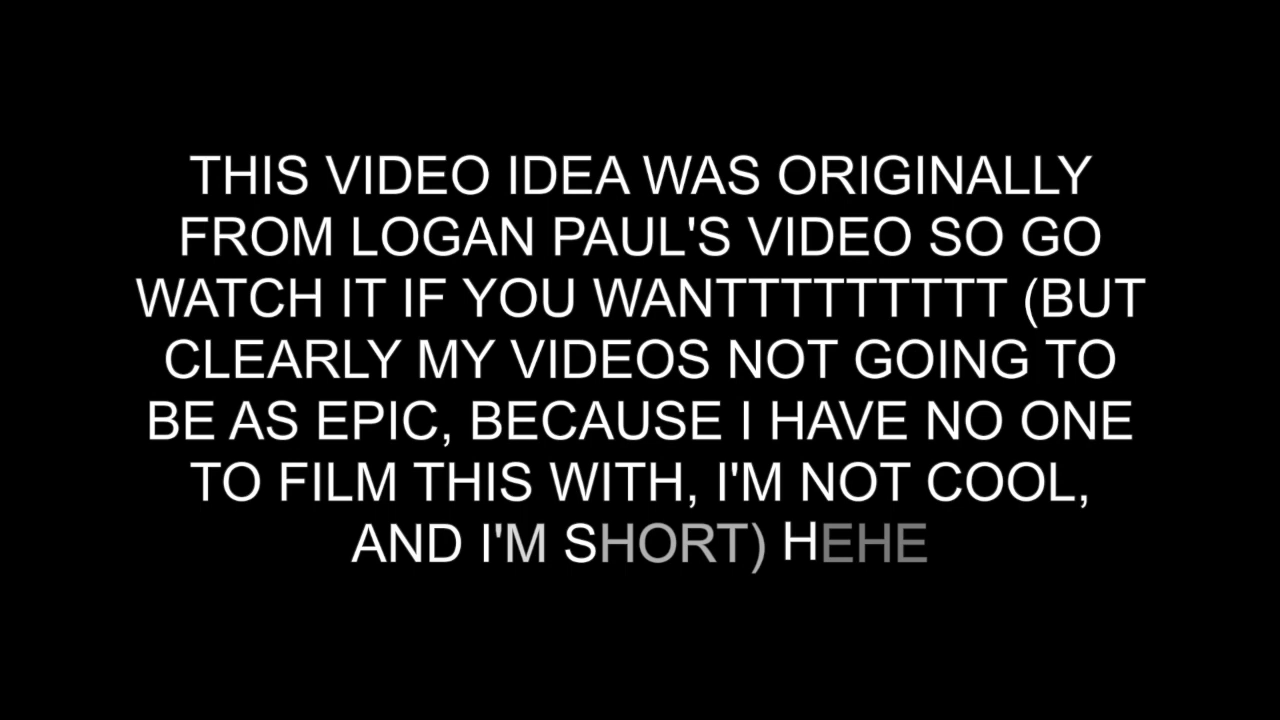 THIS VIDEO IDEA WAS ORIGINALLY
FROM LOGAN PAUL'S VIDEO SO GO
WATCH IT IF YOU WANTTTTTTTTT (BUT
CLEARLY MY VIDEOS NOT GOING TO
BE AS EPIC, BECAUSE I HAVE NO ONE
TO FILM THIS WITH, I'M NOT COOL,
AND I'M SHORT) HEHE